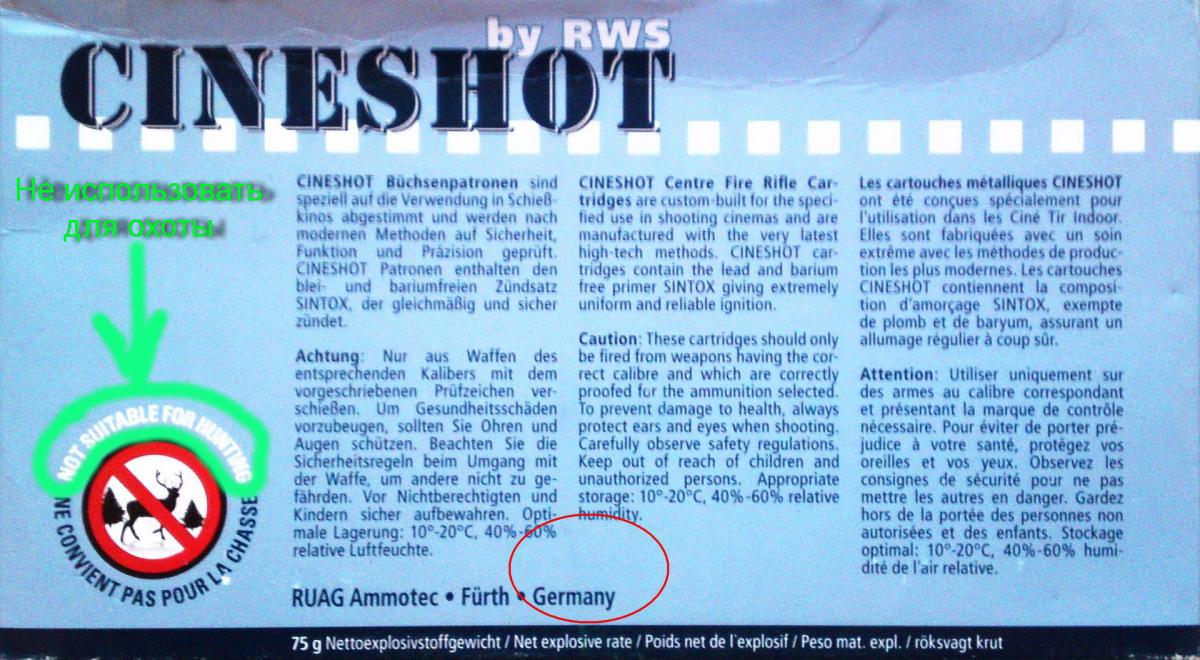 by RWS
CINESHOT
Не использовать
для охоты
NOT SUITABLE FOR HUNTING
NE CONVIENT PAS POUR LA CHASSE
CINESHOT Büchsenpatronen sind
speziell auf die Verwendung in Schieß-
kinos abgestimmt und werden nach
modernen Methoden auf Sicherheit,
Funktion und Präzision geprüft.
CINESHOT Patronen enthalten den
blei- und bariumfreien Zündsatz
SINTOX, der gleichmäßig und sicher
zündet.
Achtung: Nur aus Waffen des
entsprechenden Kalibers mit dem
vorgeschriebenen Prüfzeichen ver-
schießen. Um Gesundheitsschäden
vorzubeugen, sollten Sie Ohren und
Augen schützen. Beachten Sie die
Sicherheitsregeln beim Umgang mit
der Waffe, um andere nicht zu ge-
fährden. Vor Nichtberechtigten und
Kindern sicher aufbewahren. Opti-
male Lagerung: 10°-20°C, 40%-60%
relative Luftfeuchte.
CINESHOT Centre Fire Rifle Car-
tridges are custom-built for the speci-
fied use in shooting cinemas and are
manufactured with the very latest
high-tech methods. CINESHOT car-
tridges contain the lead and barium
free primer SINTOX giving extremely
uniform and reliable ignition.
Caution: These cartridges should only
be fired from weapons having the cor-
rect calibre and which are correctly
proofed for the ammunition selected.
To prevent damage to health, always
protect ears and eyes when shooting.
Carefully observe safety regulations.
Keep out of reach of children and
unauthorized persons. Appropriate
storage: 10°-20°C, 40%-60% relative
humidity.
Les cartouches métalliques CINESHOT
ont été conçues spécialement pour
l'utilisation dans les Ciné Tir Indoor.
Elles sont fabriquées avec un soin
extrême avec les méthodes de produc-
tion les plus modernes. Les cartouches
CINESHOT contiennent la composi-
tion d'amorçage SINTOX, exempte
de plomb et de baryum, assurant un
allumage régulier à coup sûr.
Attention: Utiliser uniquement sur
des armes au calibre correspondant
et présentant la marque de contrôle
nécessaire. Pour éviter de porter pré-
judice à votre santé, protégez vos
oreilles et vos yeux. Observez les
consignes de sécurité pour ne pas
mettre les autres en danger. Gardez
hors de la portée des personnes non
autorisées et des enfants. Stockage
optimal: 10°-20°C, 40%-60% humi-
dité de l'air relative.
RUAG Ammotec • Fürth • Germany
75 g Nettoexplosivstoffgewicht / Net explosive rate / Poids net de l'explosif / Peso mat. expl. / röksvagt krut